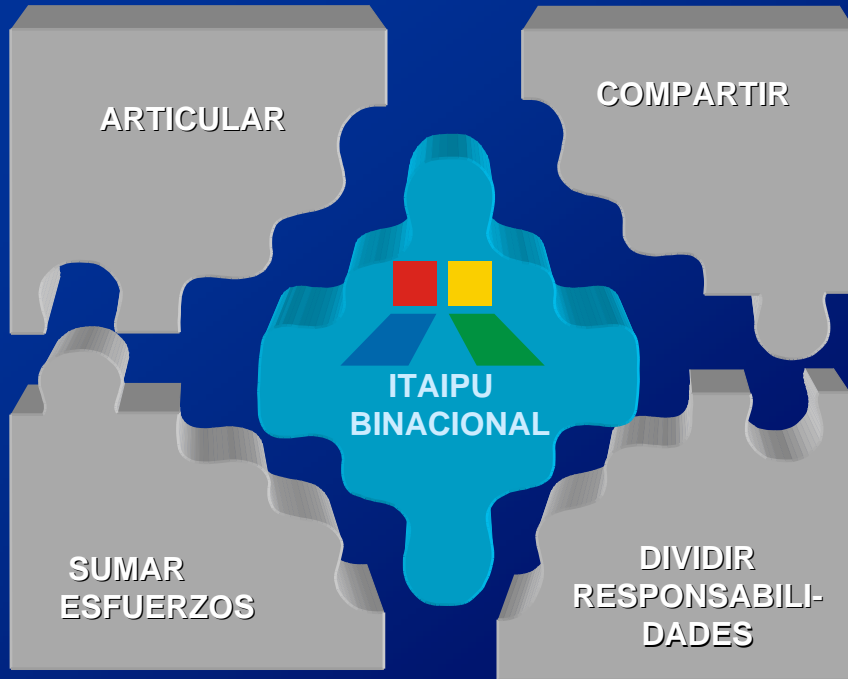 ARTICULAR
COMPARTIR
ITAIPU
BINACIONAL
SUMAR
ESFUERZOS
DIVIDIR
RESPONSABILI-
DADES